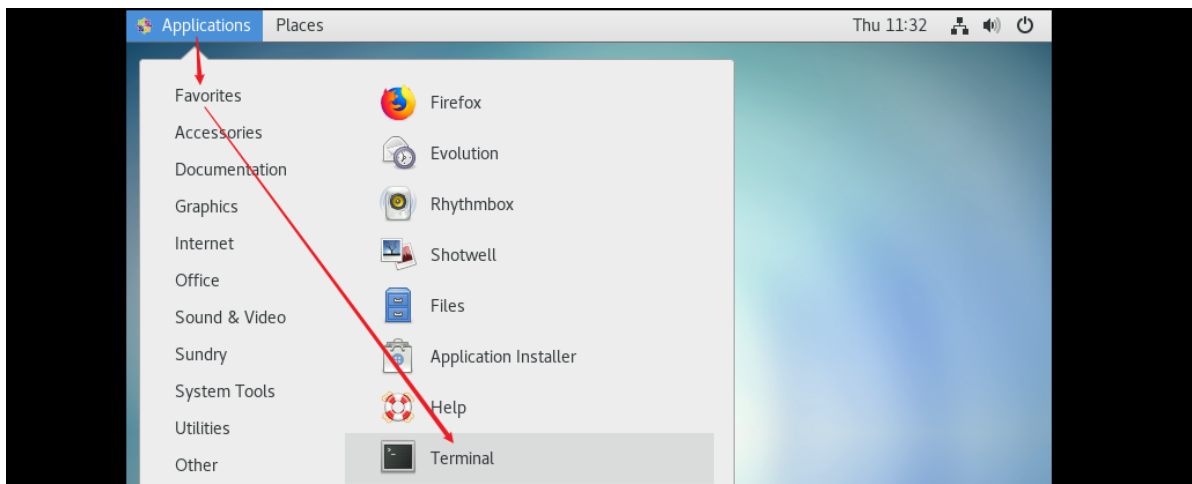 Applications Places Thu 11:32
Favorites
Accessories
Documentation
Graphics
Internet
Office
Sound & Video
Sundry
System Tools
Utilities
Other
Firefox
Evolution
Rhythmbox
Shotwell
Files
Application Installer
Help
Terminal